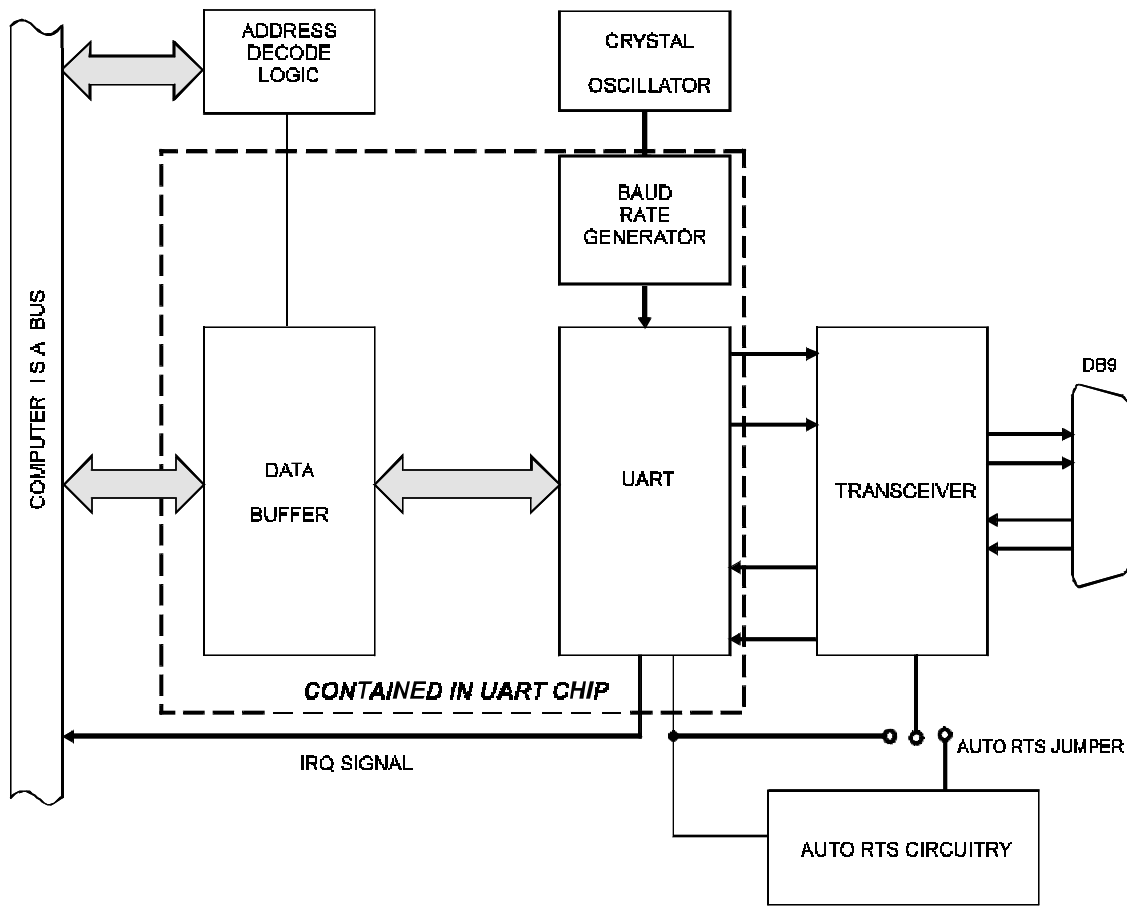 ADDRESS
DECODE
LOGIC
CRYSTAL
OSCILLATOR
BAUD
RATE
GENERATOR
COMPUTER ISA BUS
DATA
BUFFER
UART
TRANSCEIVER
DB9
CONTAINED IN UART CHIP
IRQ SIGNAL
AUTO RTS JUMPER
AUTO RTS CIRCUITRY